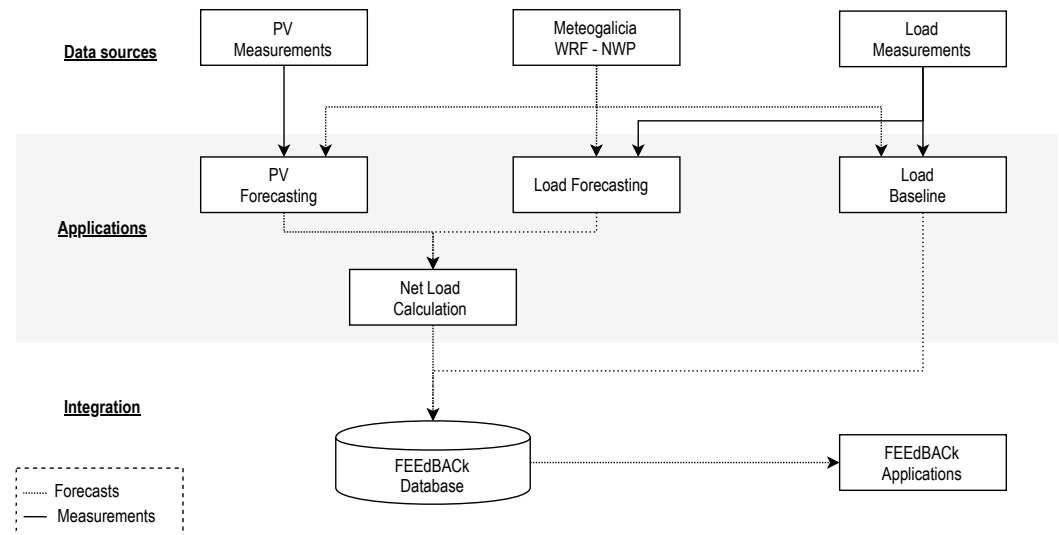 Data sources
PV
Measurements
Meteogalicia
WRF - NWP
Load
Measurements
Applications
PV
Forecasting
Load Forecasting
Load
Baseline
Net Load
Calculation
Integration
FEEdBACk
Database
FEEdBACk
Applications
Forecasts
Measurements